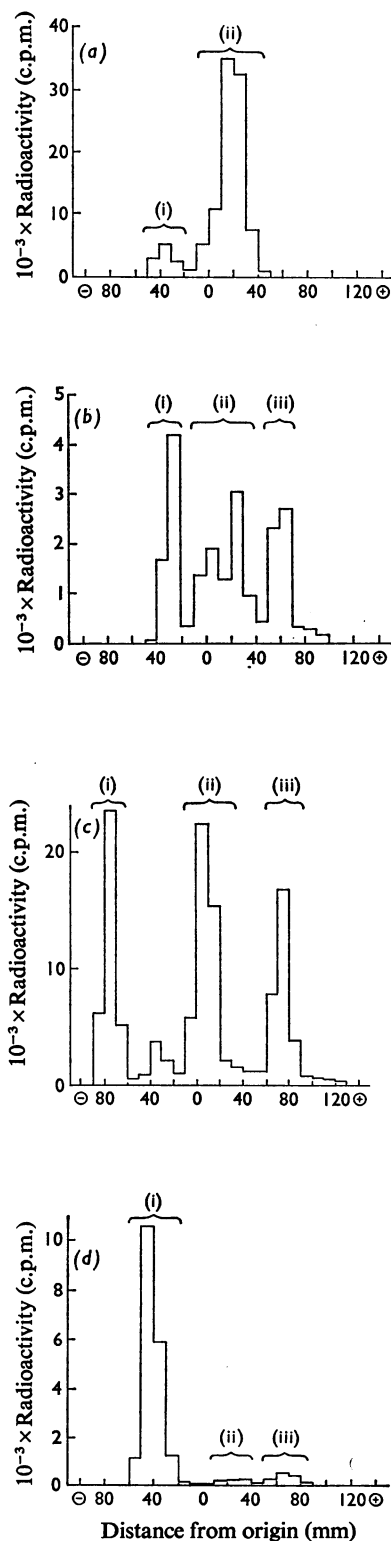 (a)
(i)
(ii)
10⁻³ × Radioactivity (c.p.m.)
40
30
20
10
0
⊖ 80 40 0 40 80 120 ⊕
(b)
(i) (ii) (iii)
10⁻³ × Radioactivity (c.p.m.)
5
4
3
2
1
0
⊖ 80 40 0 40 80 120 ⊕
(c)
(i) (ii) (iii)
10⁻³ × Radioactivity (c.p.m.)
20
10
0
⊖ 80 40 0 40 80 120 ⊕
(d)
(i)
(ii) (iii)
10⁻³ × Radioactivity (c.p.m.)
10
8
6
4
2
0
⊖ 80 40 0 40 80 120 ⊕
Distance from origin (mm)